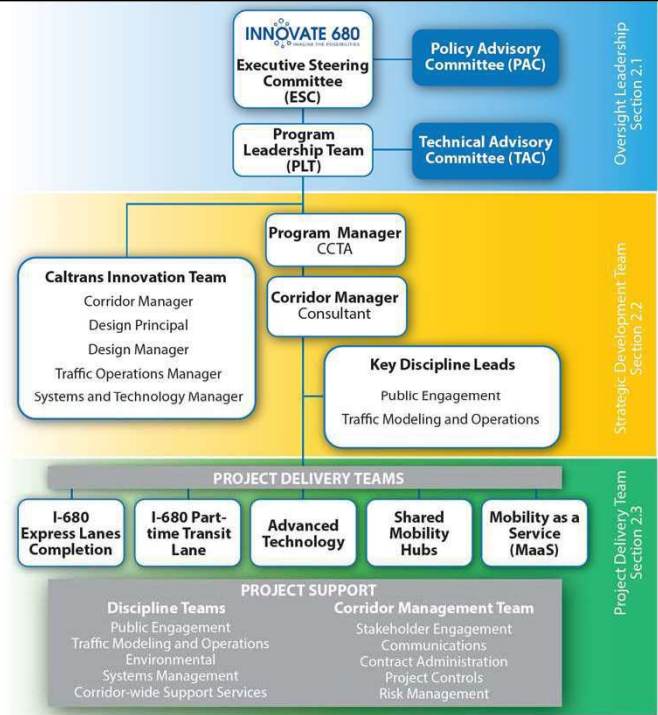 INNOVATE 680
IMAGINE THE POSSIBILITIES
Executive Steering
Committee
(ESC)
Policy Advisory
Committee (PAC)
Program
Leadership Team
(PLT)
Technical Advisory
Committee (TAC)
Oversight Leadership
Section 2.1
Program Manager
CCTA
Caltrans Innovation Team
Corridor Manager
Design Principal
Design Manager
Traffic Operations Manager
Systems and Technology Manager
Corridor Manager
Consultant
Key Discipline Leads
Public Engagement
Traffic Modeling and Operations
Strategic Development Team
Section 2.2
PROJECT DELIVERY TEAMS
I-680
Express Lanes
Completion
I-680 Part-
time Transit
Lane
Advanced
Technology
Shared
Mobility
Hubs
Mobility as a
Service
(MaaS)
PROJECT SUPPORT
Discipline Teams
Public Engagement
Traffic Modeling and Operations
Environmental
Systems Management
Corridor-wide Support Services
Corridor Management Team
Stakeholder Engagement
Communications
Contract Administration
Project Controls
Risk Management
Project Delivery Team
Section 2.3